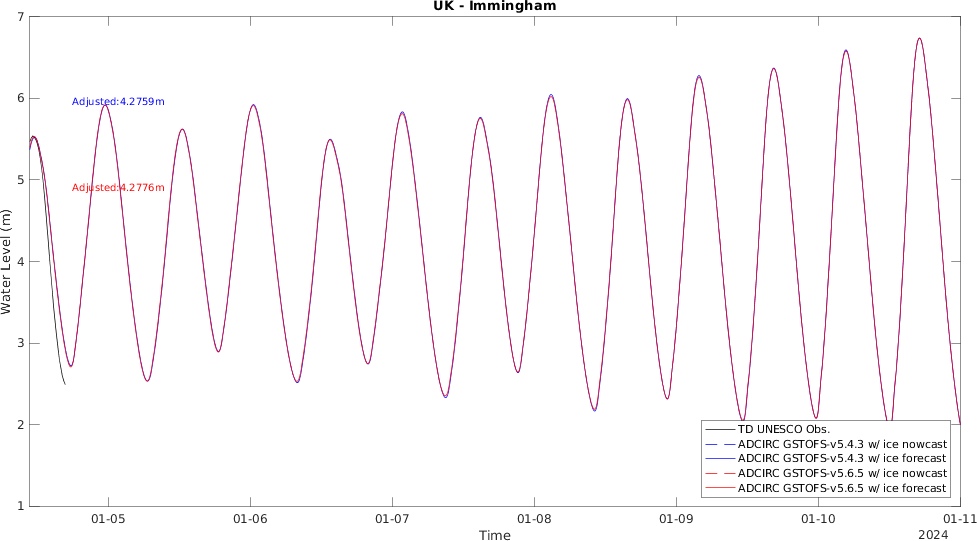 UK - Immingham
7
6
5
4
3
2
1
Water Level (m)
Adjusted:4.2759m
Adjusted:4.2776m
TD UNESCO Obs.
ADCIRC GSTOFS-v5.4.3 w/ ice nowcast
ADCIRC GSTOFS-v5.4.3 w/ ice forecast
ADCIRC GSTOFS-v5.6.5 w/ ice nowcast
ADCIRC GSTOFS-v5.6.5 w/ ice forecast
01-05 01-06 01-07 01-08 01-09 01-10 01-11
Time
2024